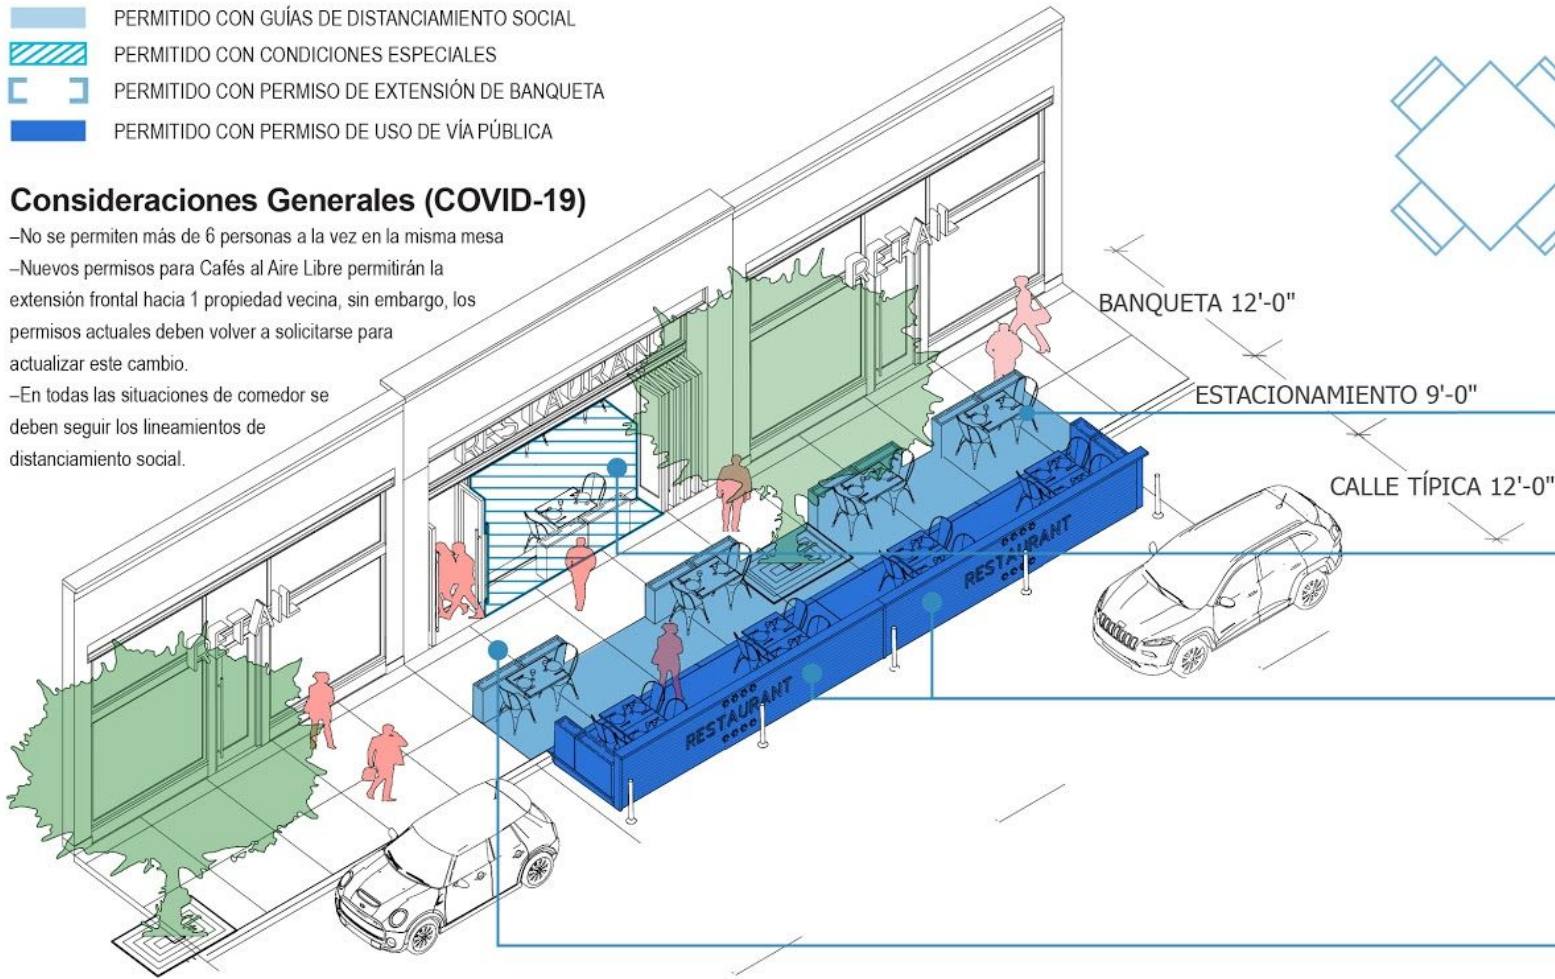 PERMITIDO CON GUÍAS DE DISTANCIAMIENTO SOCIAL
PERMITIDO CON CONDICIONES ESPECIALES
PERMITIDO CON PERMISO DE EXTENSIÓN DE BANQUETA
PERMITIDO CON PERMISO DE USO DE VÍA PÚBLICA
Consideraciones Generales (COVID-19)
–No se permiten más de 6 personas a la vez en la misma mesa
–Nuevos permisos para Cafés al Aire Libre permitirán la
extensión frontal hacia 1 propiedad vecina, sin embargo, los
permisos actuales deben volver a solicitarse para
actualizar este cambio.
–En todas las situaciones de comedor se
deben seguir los lineamientos de
distanciamiento social.
RETAIL
BANQUETA 12'-0"
RESTAURANT
ESTACIONAMIENTO 9'-0"
CALLE TÍPICA 12'-0"
RESTAURANT
RETAIL
RESTAURANT